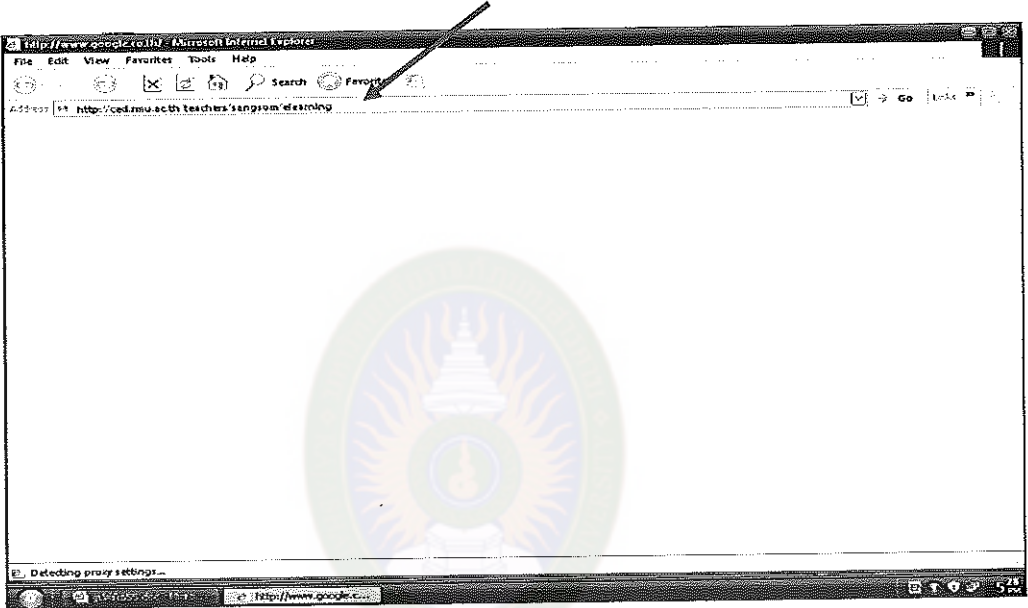 http://www.google.co.th/ - Microsoft Internet Explorer
File Edit View Favorites Tools Help
Search Favorites
Address http://ced.rmu.ac.th/teachers/sangsom/elearning Go Links »
Detecting proxy settings...
http://www.google.c...